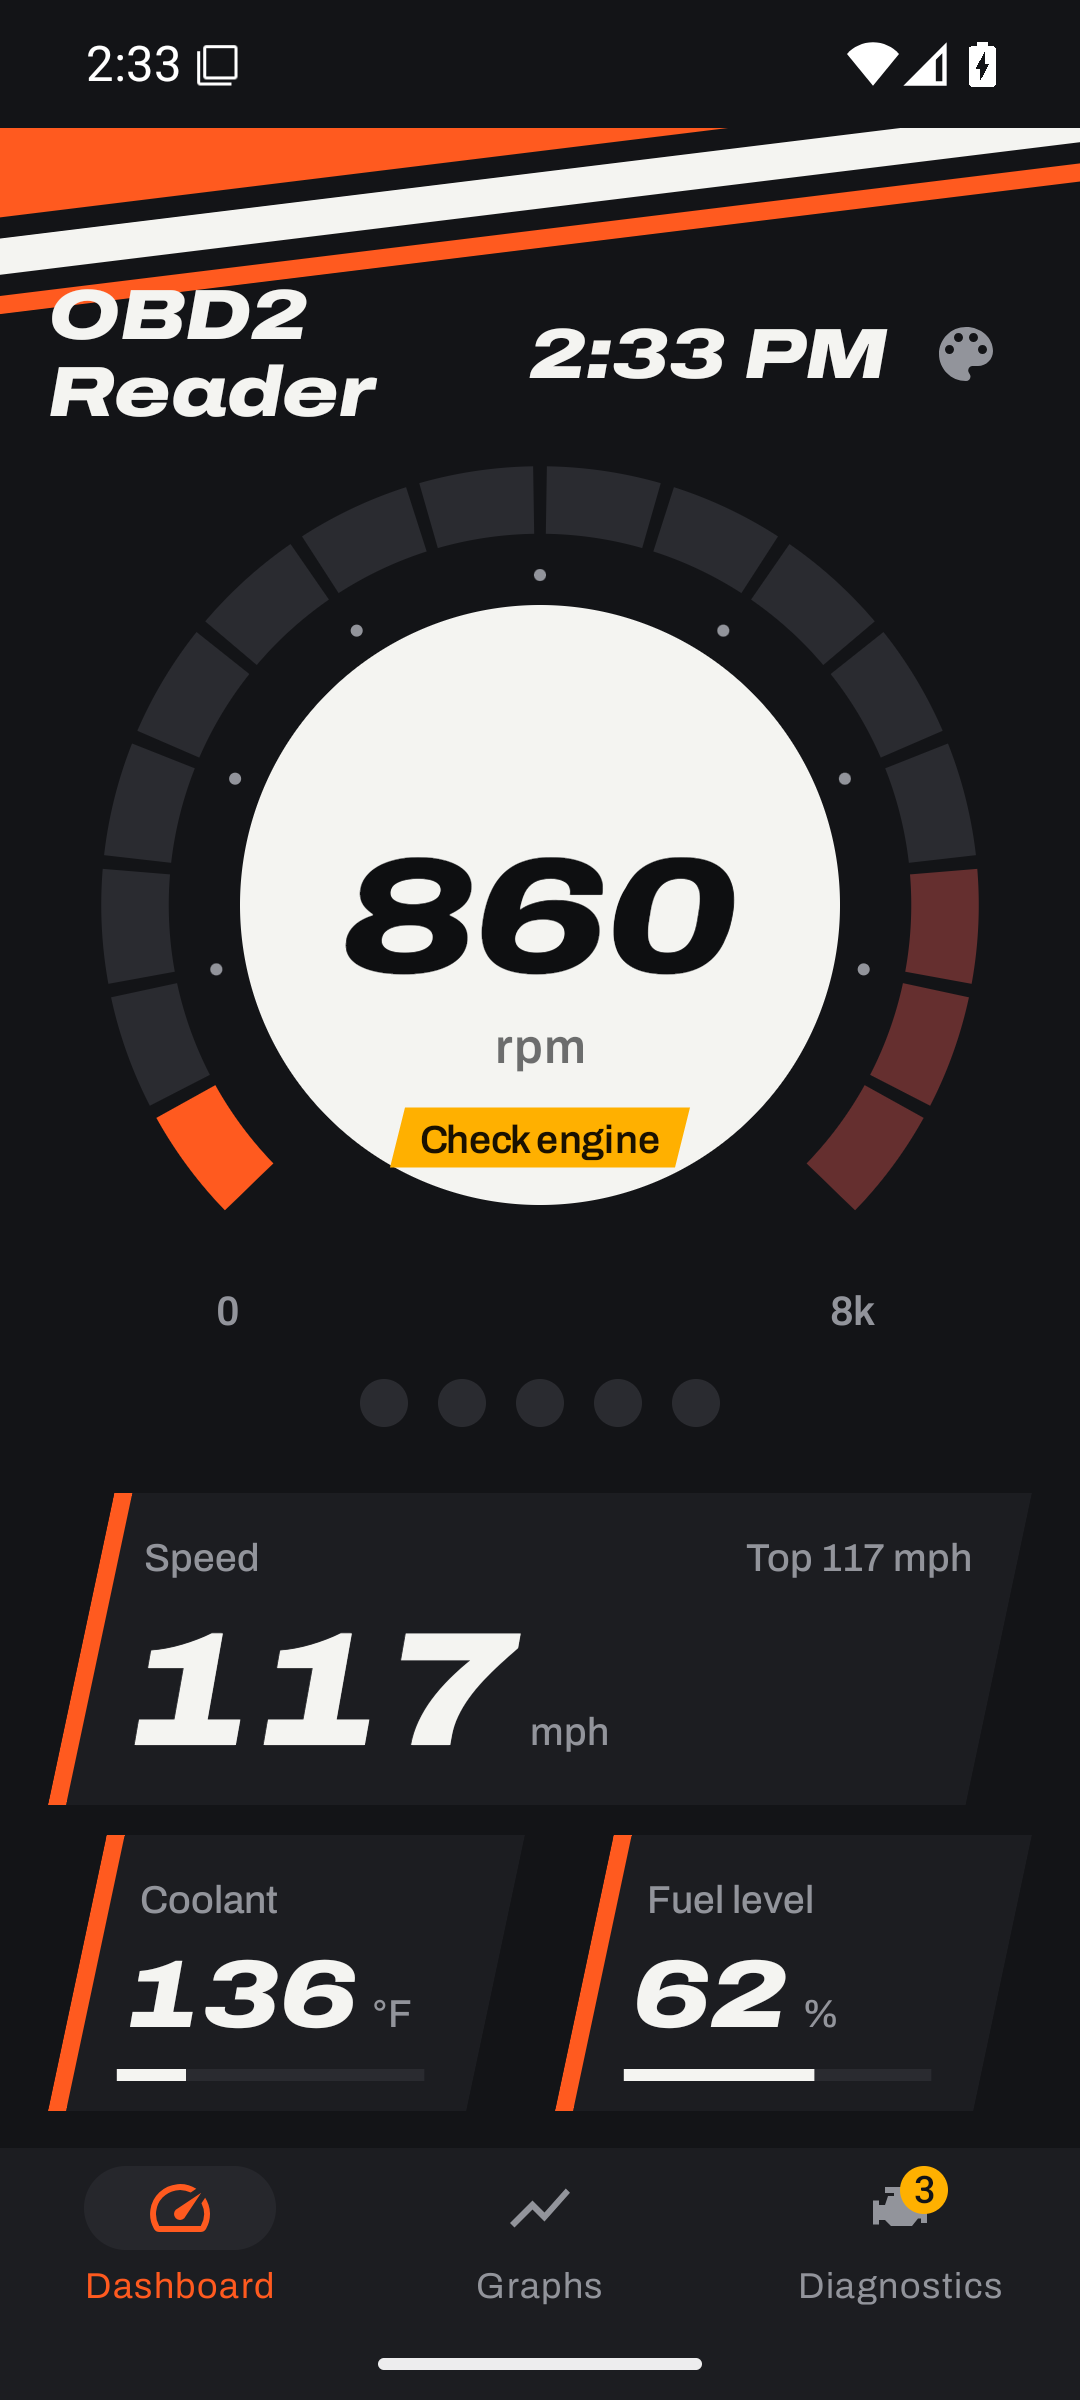 2:33
OBD2
Reader
2:33 PM
860
rpm
Check engine
0
8k
Speed
Top 117 mph
117 mph
Coolant
136 °F
Fuel level
62 %
3
Dashboard
Graphs
Diagnostics